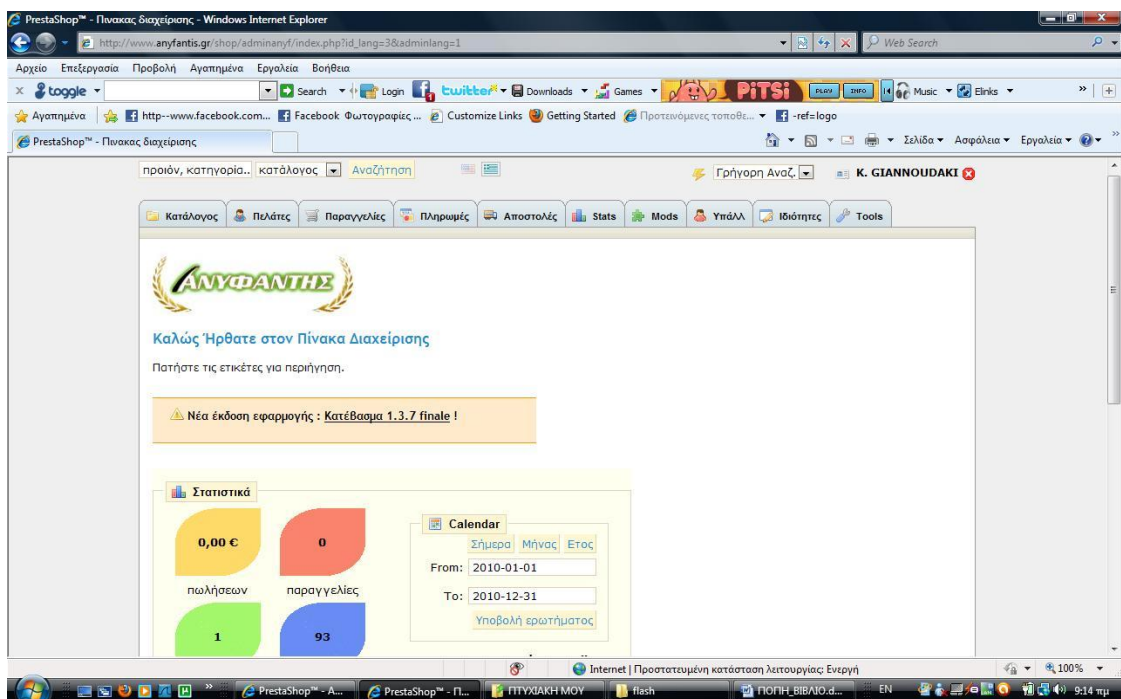 PrestaShop™ - Πινακας διαχείρισης - Windows Internet Explorer
http://www.anyfantis.gr/shop/adminanyf/index.php?id_lang=3&adminlang=1
Web Search
Αρχείο Επεξεργασία Προβολή Αγαπημένα Εργαλεία Βοήθεια
toggle Search Login twitter Downloads Games PiTSi PLAY INFO Music Elinks
Αγαπημένα http--www.facebook.com... Facebook Φωτογραφίες ... Customize Links Getting Started Προτεινόμενες τοποθε... -ref=logo
PrestaShop™ - Πινακας διαχείρισης Σελίδα Ασφάλεια Εργαλεία
προιόν, κατηγορία.. κατάλογος Αναζήτηση Γρήγορη Αναζ. K. GIANNOUDAKI
Κατάλογος Πελάτες Παραγγελίες Πληρωμές Αποστολές Stats Mods Υπάλλ Ιδιότητες Tools
ΑΝΥΦΑΝΤΗΣ
Καλώς Ήρθατε στον Πίνακα Διαχείρισης
Πατήστε τις ετικέτες για περιήγηση.
Νέα έκδοση εφαρμογής : Κατέβασμα 1.3.7 finale !
Στατιστικά
0,00 € 0
πωλήσεων παραγγελίες
1 93
Calendar
Σήμερα Μήνας Ετος
From: 2010-01-01
To: 2010-12-31
Υποβολή ερωτήματος
Internet | Προστατευμένη κατάσταση λειτουργίας: Ενεργή 100%
PrestaShop™ - Α... PrestaShop™ - Π... ΠΤΥΧΙΑΚΗ ΜΟΥ flash ΠΟΠΗ_ΒΙΒΛΙΟ.d... EN 9:14 πμ